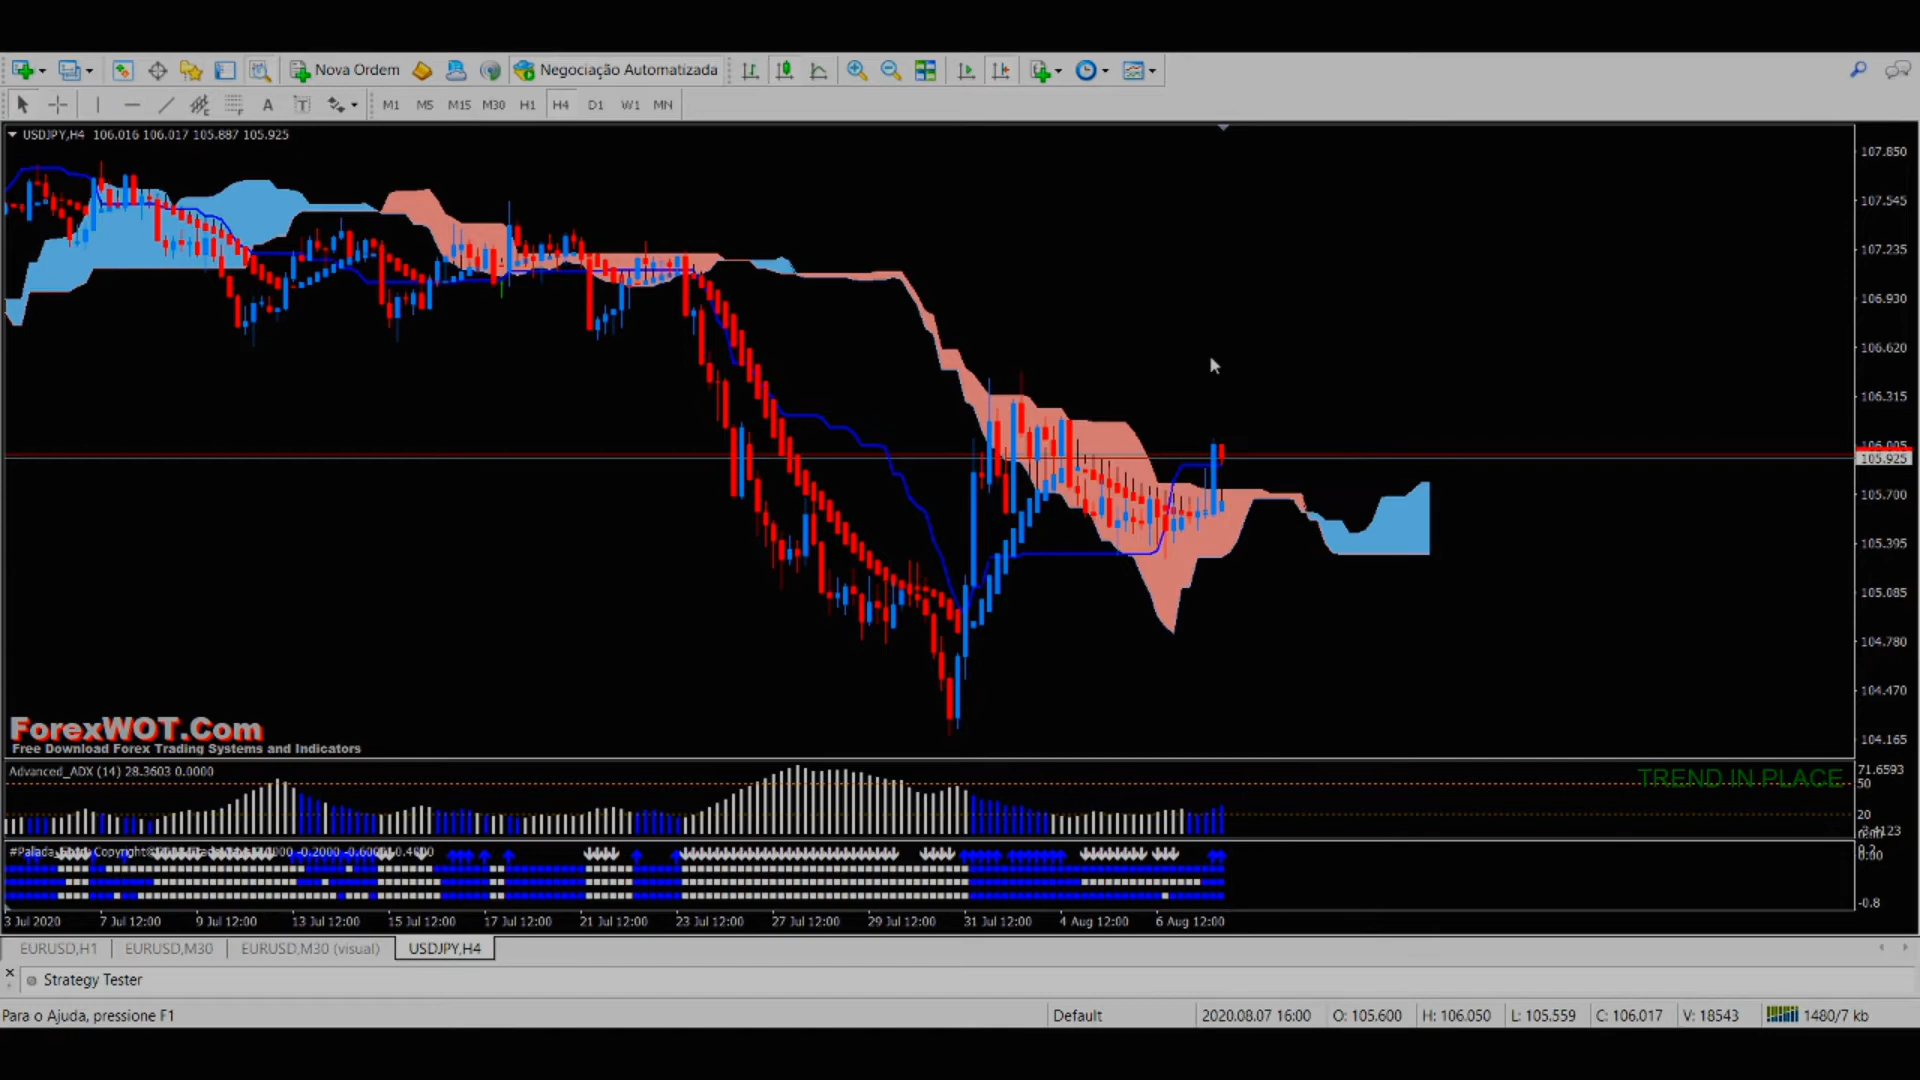 Nova Ordem Negociação Automatizada
A T M1 M5 M15 M30 H1 H4 D1 W1 MN
USDJPY,H4 106.016 106.017 105.887 105.925
107.850
107.545
107.235
106.930
106.620
106.315
106.005
105.925
105.700
105.395
105.085
104.780
104.470
104.165
ForexWOT.Com
Free Download Forex Trading Systems and Indicators
Advanced_ADX (14) 28.3603 0.0000
TREND IN PLACE
71.6593
50
20
-0.2000
0.00
-0.8
3 Jul 2020 7 Jul 12:00 9 Jul 12:00 13 Jul 12:00 15 Jul 12:00 17 Jul 12:00 21 Jul 12:00 23 Jul 12:00 27 Jul 12:00 29 Jul 12:00 31 Jul 12:00 4 Aug 12:00 6 Aug 12:00
EURUSD,H1 EURUSD,M30 EURUSD,M30 (visual) USDJPY,H4
Strategy Tester
Para o Ajuda, pressione F1 Default 2020.08.07 16:00 O: 105.600 H: 106.050 L: 105.559 C: 106.017 V: 18543 1480/7 kb